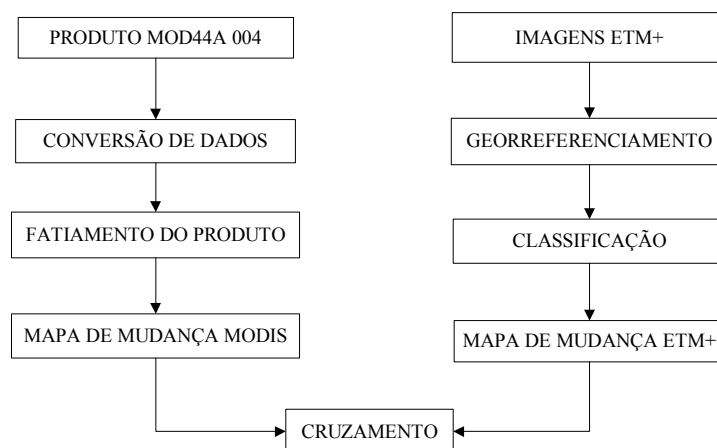 PRODUTO MOD44A 004
IMAGENS ETM+
CONVERSÃO DE DADOS
GEORREFERENCIAMENTO
FATIAMENTO DO PRODUTO
CLASSIFICAÇÃO
MAPA DE MUDANÇA MODIS
MAPA DE MUDANÇA ETM+
CRUZAMENTO